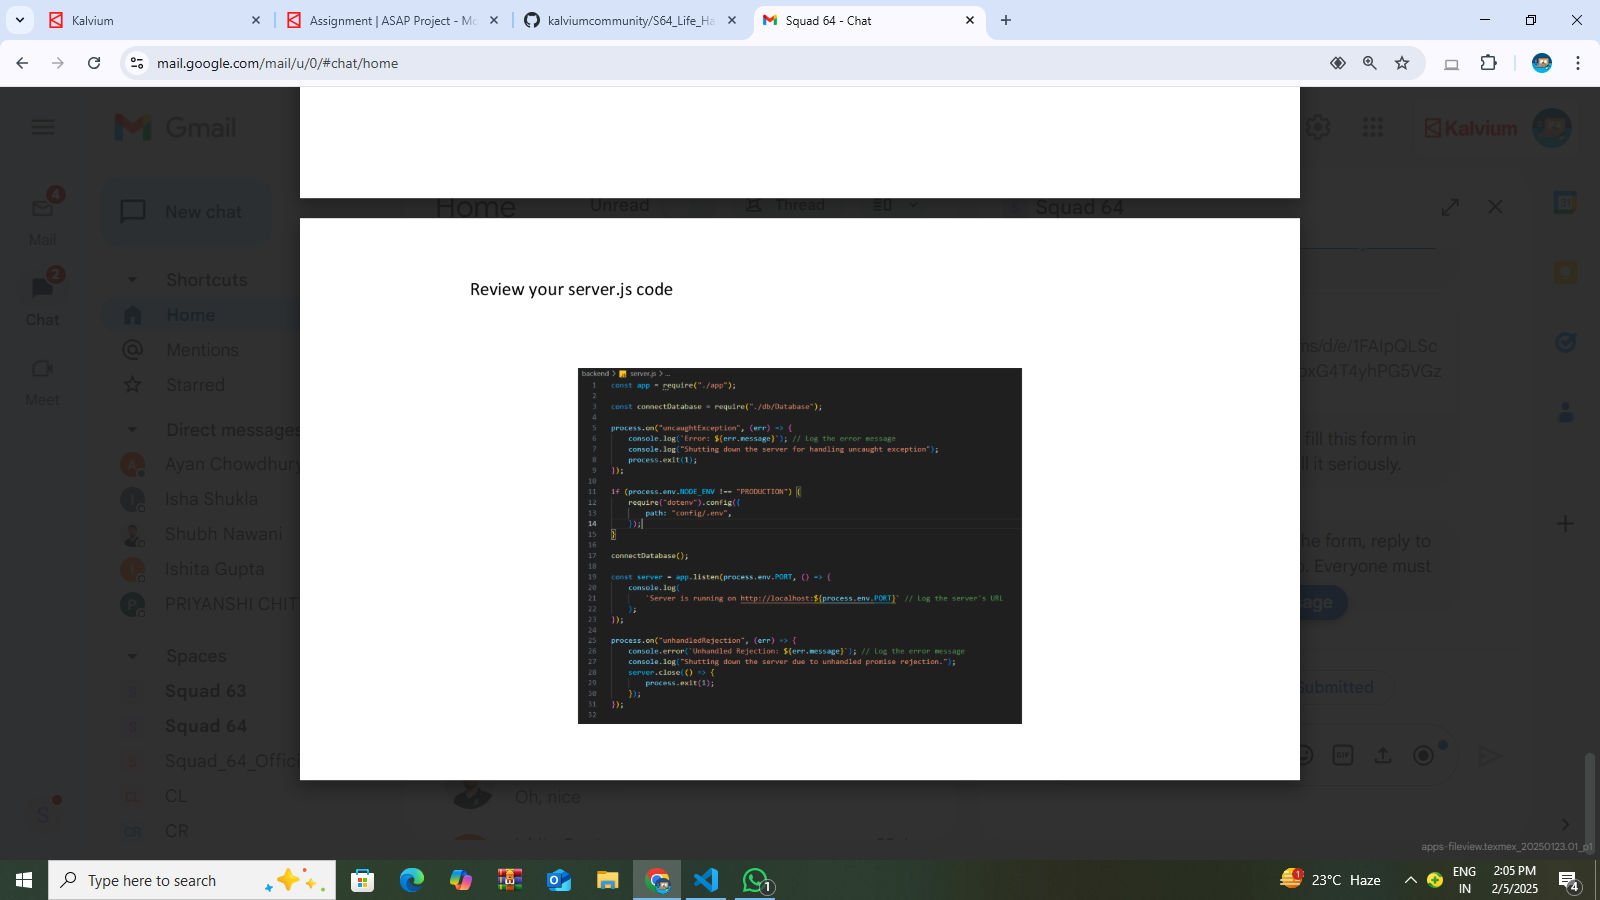 Kalvium
Assignment | ASAP Project - Mo
kalviumcommunity/S64_Life_Ha
Squad 64 - Chat
mail.google.com/mail/u/0/#chat/home
Gmail
Kalvium
4
Mail
New chat
Home
Unread
Thread
Squad 64
2
Chat
Shortcuts
Home
Mentions
Starred
Meet
Direct messages
Ayan Chowdhury
Isha Shukla
Shubh Nawani
Ishita Gupta
PRIYANSHI CHIT
Spaces
Squad 63
Squad 64
Squad_64_Offic
CL
CR
ns/d/e/1FAIpQLSc
oxG4T4yhPG5VGz
fill this form in
ll it seriously.
he form, reply to
o. Everyone must
age
Submitted
GIF
Oh, nice
Review your server.js code
backend > server.js > ...
1 const app = require("./app");
2
3 const connectDatabase = require("./db/Database");
4
5 process.on("uncaughtException", (err) => {
6 console.log(`Error: ${err.message}`); // Log the error message
7 console.log("Shutting down the server for handling uncaught exception");
8 process.exit(1);
9 });
10
11 if (process.env.NODE_ENV !== "PRODUCTION") {
12 require("dotenv").config({
13 path: "config/.env",
14 });
15 }
16
17 connectDatabase();
18
19 const server = app.listen(process.env.PORT, () => {
20 console.log(
21 `Server is running on http://localhost:${process.env.PORT}` // Log the server's URL
22 );
23 });
24
25 process.on("unhandledRejection", (err) => {
26 console.error(`Unhandled Rejection: ${err.message}`); // Log the error message
27 console.log("Shutting down the server due to unhandled promise rejection.");
28 server.close(() => {
29 process.exit(1);
30 });
31 });
32
apps-fileview.texmex_20250123.01_p1
Type here to search
1
1
23°C Haze
ENG
IN
2:05 PM
2/5/2025
4